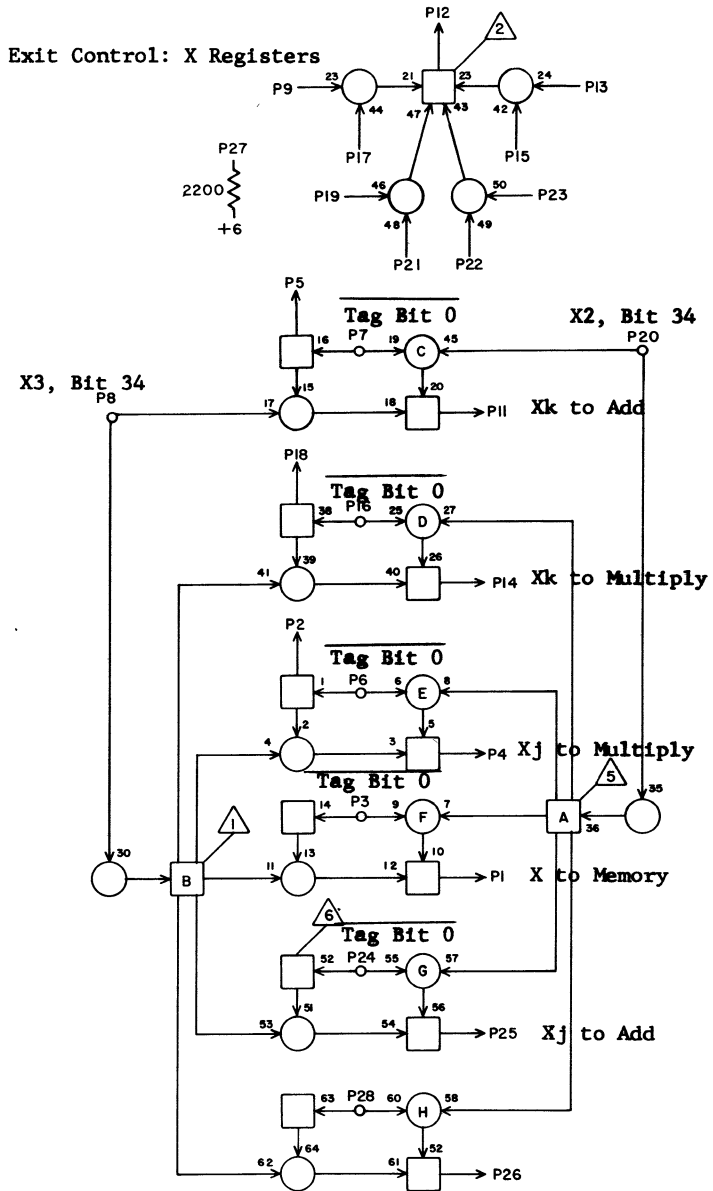 P12
2
Exit Control: X Registers
23 21 23 24
P9 P13
44 47 43 42
P17 P15
P27
2200
+6
46 50
P19 P23
48 49
P21 P22
P5
Tag Bit 0 X2, Bit 34
P7 P20
16 19 C 45
X3, Bit 34
P8
15 20
17 18 P11 Xk to Add
P18
Tag Bit 0
38 P16 25 D 27
39 26
41 40 P14 Xk to Multiply
P2
Tag Bit 0
1 P6 6 E 8
2 5
4 3 P4 Xj to Multiply
Tag Bit 0
5
14 P3 9 F 7 A 36 35
30 13 10
B 11 12 P1 X to Memory
1
6
Tag Bit 0
52 P24 55 G 57
51 56
53 54 P25 Xj to Add
63 P28 60 H 58
64 52
62 61 P26